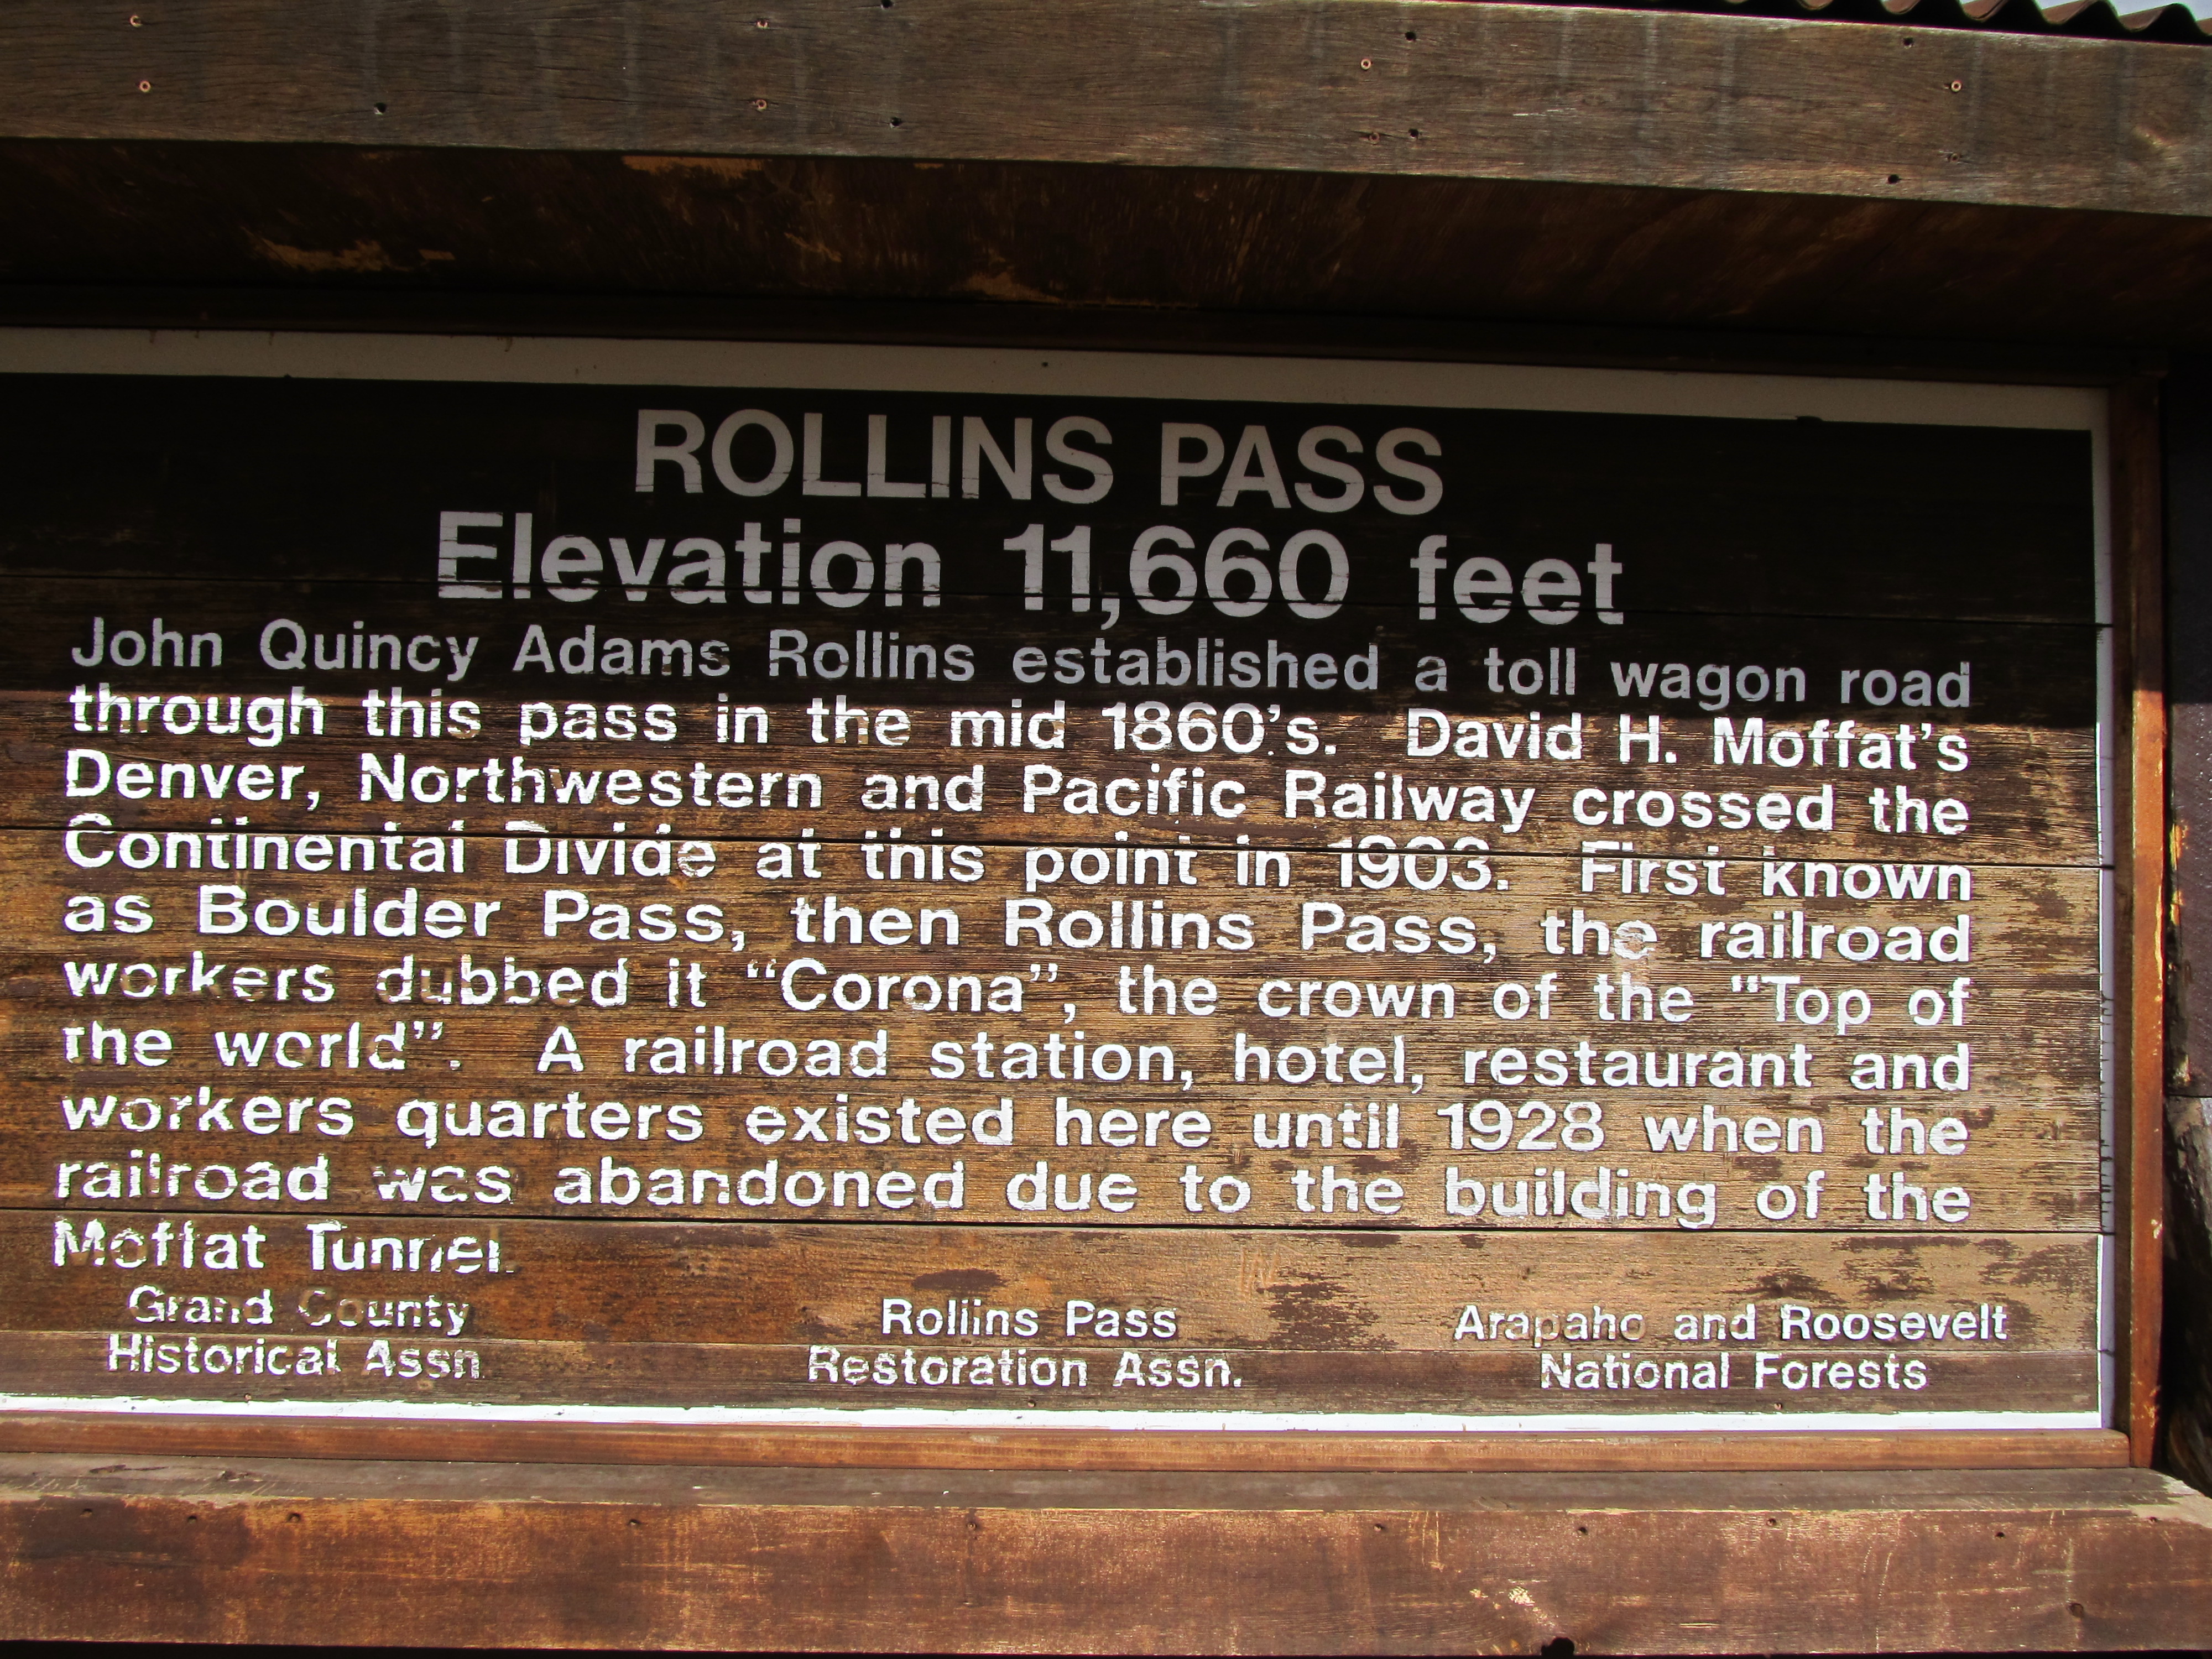 ROLLINS PASS
Elevation 11,660 feet
John Quincy Adams Rollins established a toll wagon road
through this pass in the mid 1860's. David H. Moffat's
Denver, Northwestern and Pacific Railway crossed the
Continental Divide at this point in 1903. First known
as Boulder Pass, then Rollins Pass, the railroad
workers dubbed it "Corona", the crown of the "Top of
the world". A railroad station, hotel, restaurant and
workers quarters existed here until 1928 when the
railroad was abandoned due to the building of the
Moffat Tunnel.
Grand County
Historical Assn
Rollins Pass
Restoration Assn.
Arapaho and Roosevelt
National Forests